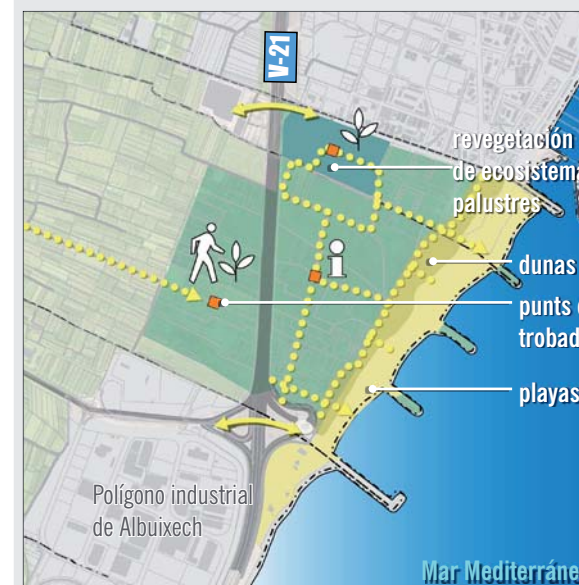 V-21
revegetación
de ecosistema
palustres
dunas
punts
trobad
playas
Polígono industrial
de Albuixech
Mar Mediterráne